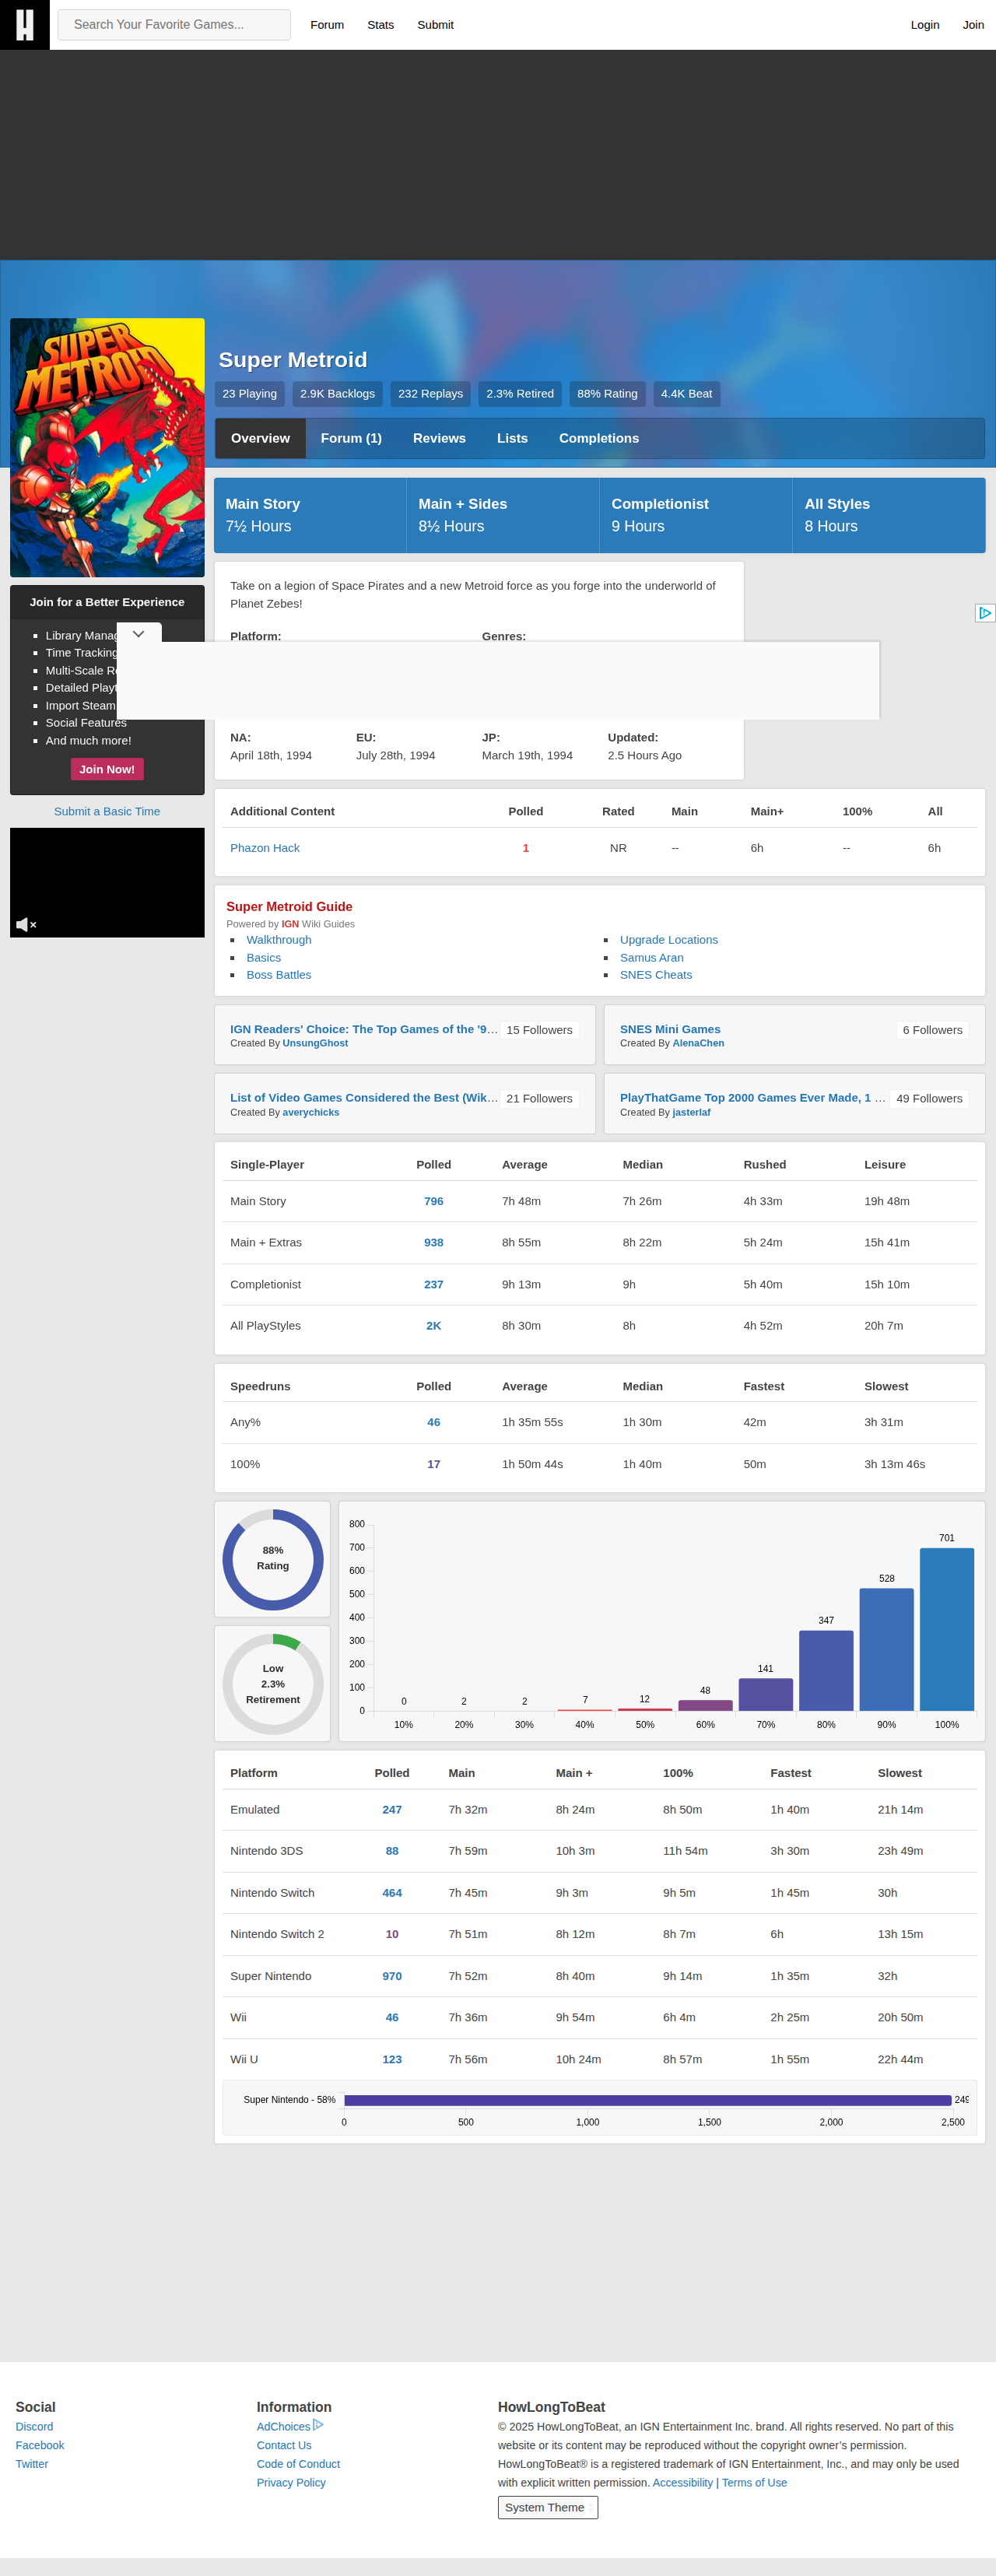 Search Your Favorite Games...
Forum Stats Submit
Login Join
SUPER METROID
Super Metroid
23 Playing 2.9K Backlogs 232 Replays 2.3% Retired 88% Rating 4.4K Beat
Overview Forum (1) Reviews Lists Completions
Main Story Main + Sides Completionist All Styles
7½ Hours 8½ Hours 9 Hours 8 Hours
Take on a legion of Space Pirates and a new Metroid force as you forge into the underworld of
Planet Zebes!
Platform: Genres:
NA: EU: JP: Updated:
April 18th, 1994 July 28th, 1994 March 19th, 1994 2.5 Hours Ago
Join for a Better Experience
Library Manag
Time Tracking
Multi-Scale Re
Detailed Playt
Import Steam
Social Features
And much more!
Join Now!
Submit a Basic Time
Additional Content Polled Rated Main Main+ 100% All
Phazon Hack 1 NR -- 6h -- 6h
Super Metroid Guide
Powered by IGN Wiki Guides
Walkthrough Upgrade Locations
Basics Samus Aran
Boss Battles SNES Cheats
IGN Readers' Choice: The Top Games of the '9… 15 Followers
Created By UnsungGhost
SNES Mini Games 6 Followers
Created By AlenaChen
List of Video Games Considered the Best (Wik… 21 Followers
Created By averychicks
PlayThatGame Top 2000 Games Ever Made, 1 … 49 Followers
Created By jasterlaf
Single-Player Polled Average Median Rushed Leisure
Main Story 796 7h 48m 7h 26m 4h 33m 19h 48m
Main + Extras 938 8h 55m 8h 22m 5h 24m 15h 41m
Completionist 237 9h 13m 9h 5h 40m 15h 10m
All PlayStyles 2K 8h 30m 8h 4h 52m 20h 7m
Speedruns Polled Average Median Fastest Slowest
Any% 46 1h 35m 55s 1h 30m 42m 3h 31m
100% 17 1h 50m 44s 1h 40m 50m 3h 13m 46s
88%
Rating
Low
2.3%
Retirement
800
700
600
500
400
300
200
100
0
0 2 2 7 12 48 141 347 528 701
10% 20% 30% 40% 50% 60% 70% 80% 90% 100%
Platform Polled Main Main + 100% Fastest Slowest
Emulated 247 7h 32m 8h 24m 8h 50m 1h 40m 21h 14m
Nintendo 3DS 88 7h 59m 10h 3m 11h 54m 3h 30m 23h 49m
Nintendo Switch 464 7h 45m 9h 3m 9h 5m 1h 45m 30h
Nintendo Switch 2 10 7h 51m 8h 12m 8h 7m 6h 13h 15m
Super Nintendo 970 7h 52m 8h 40m 9h 14m 1h 35m 32h
Wii 46 7h 36m 9h 54m 6h 4m 2h 25m 20h 50m
Wii U 123 7h 56m 10h 24m 8h 57m 1h 55m 22h 44m
Super Nintendo - 58% 249
0 500 1,000 1,500 2,000 2,500
Social
Discord
Facebook
Twitter
Information
AdChoices
Contact Us
Code of Conduct
Privacy Policy
HowLongToBeat
© 2025 HowLongToBeat, an IGN Entertainment Inc. brand. All rights reserved. No part of this
website or its content may be reproduced without the copyright owner's permission.
HowLongToBeat® is a registered trademark of IGN Entertainment, Inc., and may only be used
with explicit written permission. Accessibility | Terms of Use
System Theme